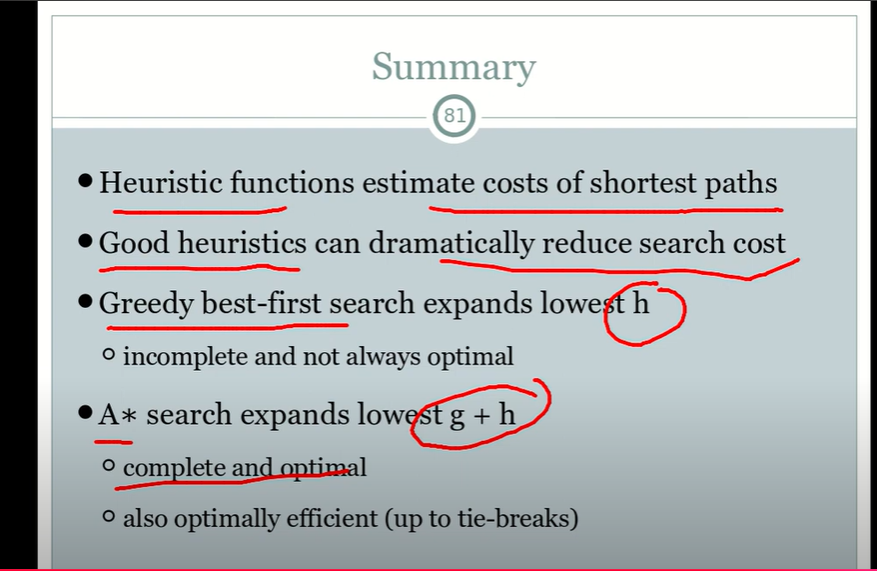 Summary
81
●Heuristic functions estimate costs of shortest paths
●Good heuristics can dramatically reduce search cost
●Greedy best-first search expands lowest h
○ incomplete and not always optimal
●A* search expands lowest g + h
○ complete and optimal
○ also optimally efficient (up to tie-breaks)